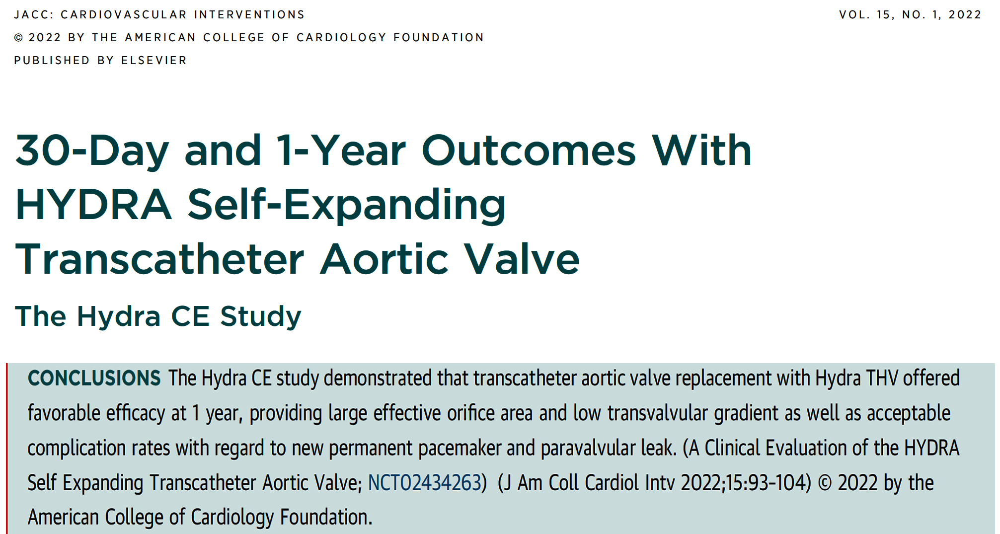 JACC: CARDIOVASCULAR INTERVENTIONS
VOL. 15, NO. 1, 2022
© 2022 BY THE AMERICAN COLLEGE OF CARDIOLOGY FOUNDATION
PUBLISHED BY ELSEVIER
30-Day and 1-Year Outcomes With
HYDRA Self-Expanding
Transcatheter Aortic Valve
The Hydra CE Study
CONCLUSIONS The Hydra CE study demonstrated that transcatheter aortic valve replacement with Hydra THV offered
favorable efficacy at 1 year, providing large effective orifice area and low transvalvular gradient as well as acceptable
complication rates with regard to new permanent pacemaker and paravalvular leak. (A Clinical Evaluation of the HYDRA
Self Expanding Transcatheter Aortic Valve; NCT02434263) (J Am Coll Cardiol Intv 2022;15:93–104) © 2022 by the
American College of Cardiology Foundation.